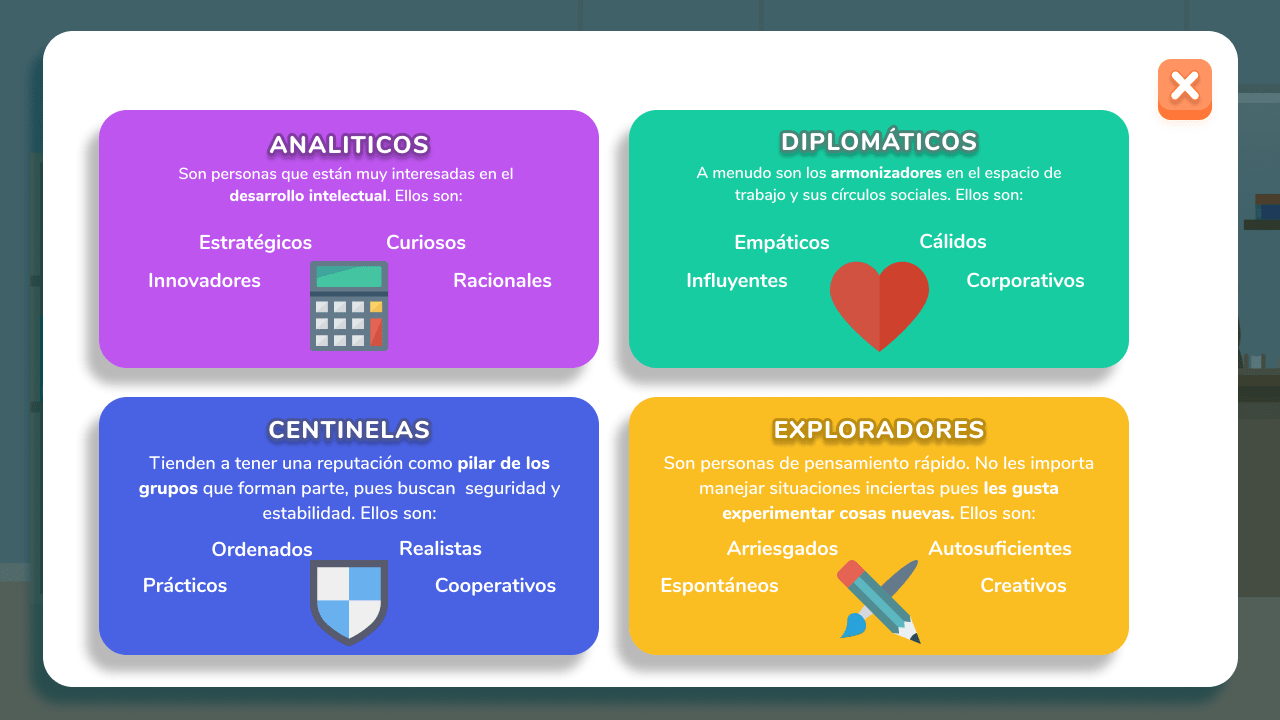 ANALITICOS
Son personas que están muy interesadas en el
desarrollo intelectual. Ellos son:
Estratégicos
Curiosos
Innovadores
Racionales
DIPLOMÁTICOS
A menudo son los armonizadores en el espacio de
trabajo y sus círculos sociales. Ellos son:
Empáticos
Cálidos
Influyentes
Corporativos
CENTINELAS
Tienden a tener una reputación como pilar de los
grupos que forman parte, pues buscan  seguridad y
estabilidad. Ellos son:
Ordenados
Realistas
Prácticos
Cooperativos
EXPLORADORES
Son personas de pensamiento rápido. No les importa
manejar situaciones inciertas pues les gusta
experimentar cosas nuevas. Ellos son:
Arriesgados
Autosuficientes
Espontáneos
Creativos